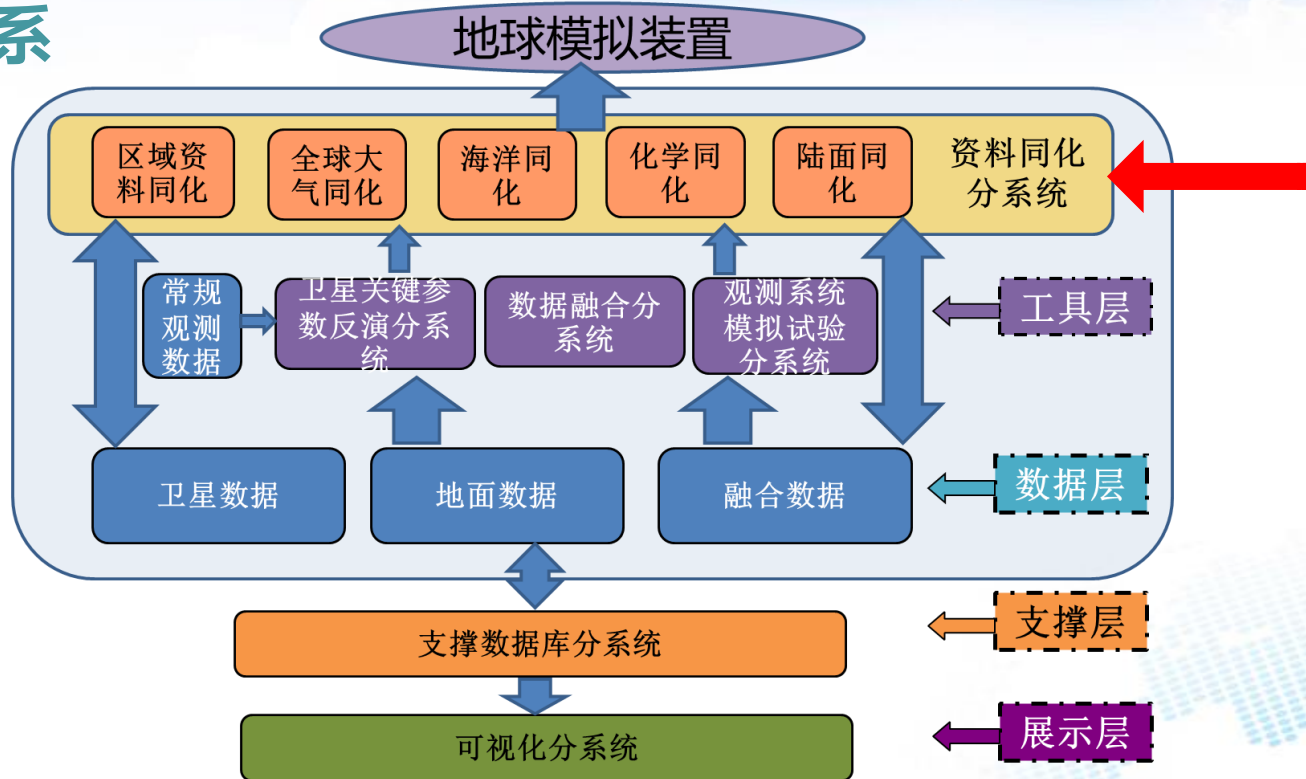 系
地球模拟装置
区域资
料同化
全球大
气同化
海洋同
化
化学同
化
陆面同
化
资料同化
分系统
常规
观测
数据
卫星关键参
数反演分系
统
数据融合分
系统
观测系统
模拟试验
分系统
工具层
卫星数据
地面数据
融合数据
数据层
支撑数据库分系统
支撑层
可视化分系统
展示层